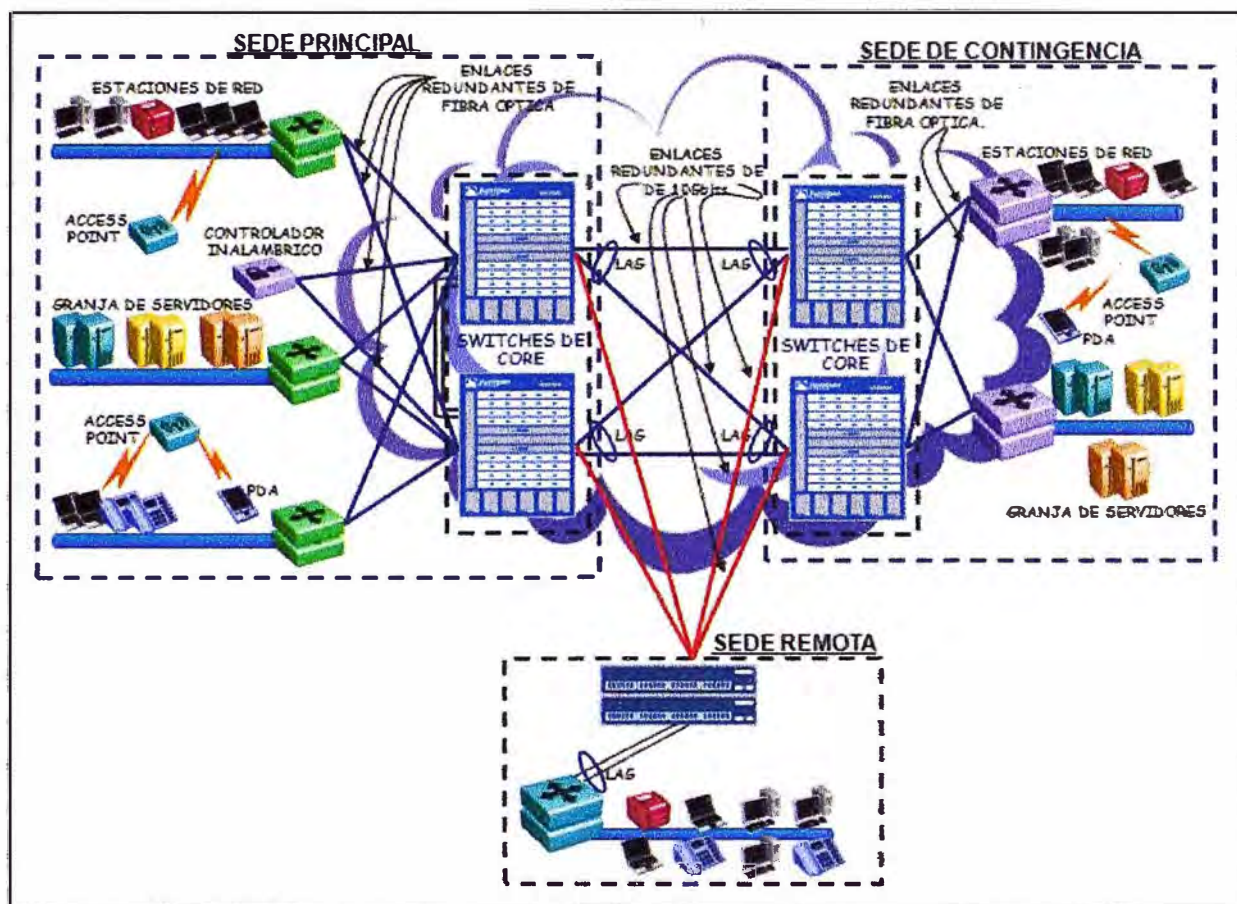 SEDE PRINCIPAL
ESTACIONES DE RED
ENLACES
REDUNDANTES DE
FIBRA OPTICA
ACCESS
POINT
CONTROLADOR
INALAMBRICO
GRANJA DE SERVIDORES
ACCESS
POINT
PDA
SWITCHES DE
CORE
ENLACES
REDUNDANTES DE
DE 10Gbits
LAG
LAG
LAG
LAG
SEDE DE CONTINGENCIA
ENLACES
REDUNDANTES DE
FIBRA OPTICA.
ESTACIONES DE RED
ACCESS
POINT
PDA
SWITCHES DE
CORE
GRANJA DE SERVIDORES
SEDE REMOTA
LAG